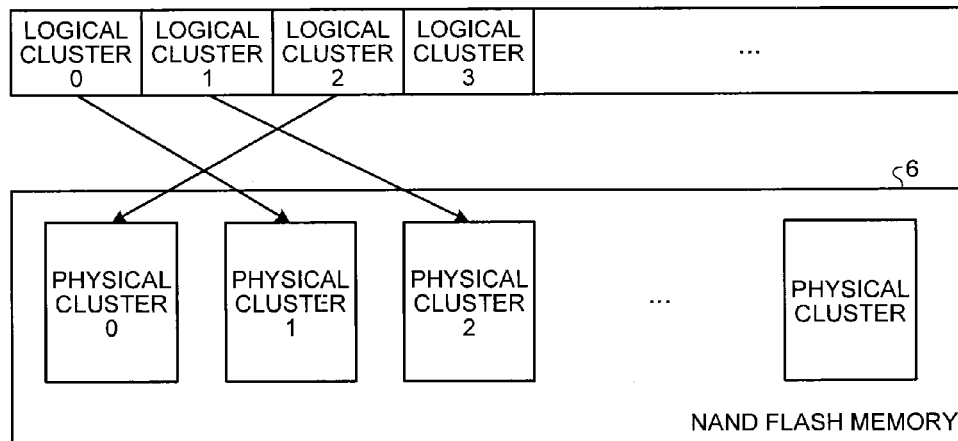 LOGICAL CLUSTER 0
LOGICAL CLUSTER 1
LOGICAL CLUSTER 2
LOGICAL CLUSTER 3
...
6
PHYSICAL CLUSTER 0
PHYSICAL CLUSTER 1
PHYSICAL CLUSTER 2
...
PHYSICAL CLUSTER
NAND FLASH MEMORY